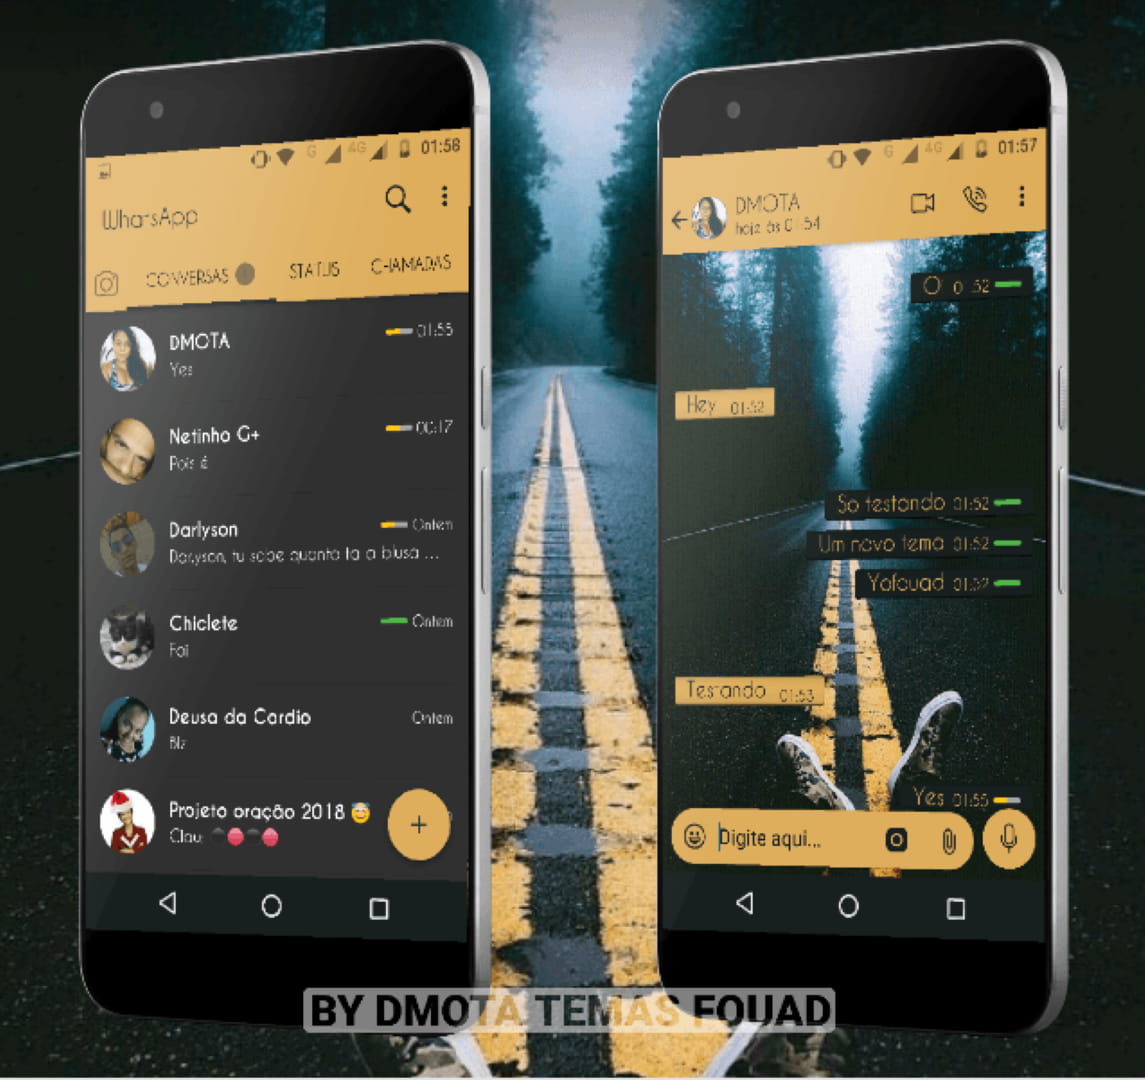 G 4G 01:58
WhatsApp
CONVERSAS
STATUS
CHAMADAS
DMOTA
01:55
Yes
Netinho G+
00:17
Pois é
Darlyson
Ontem
Darlyson, tu sabe quanto ta a blusa ...
Chiclete
Ontem
Foi
Deusa da Cardio
Ontem
Blz
Projeto oração 2018 😇
+
G 4G 01:57
DMOTA
hoje às 01:54
O 01:52
Hey 01:52
So testando 01:52
Um novo tema 01:52
Yofouad 01:52
Testando 01:53
Yes 01:55
Digite aqui...
BY DMOTA TEMAS FOUAD